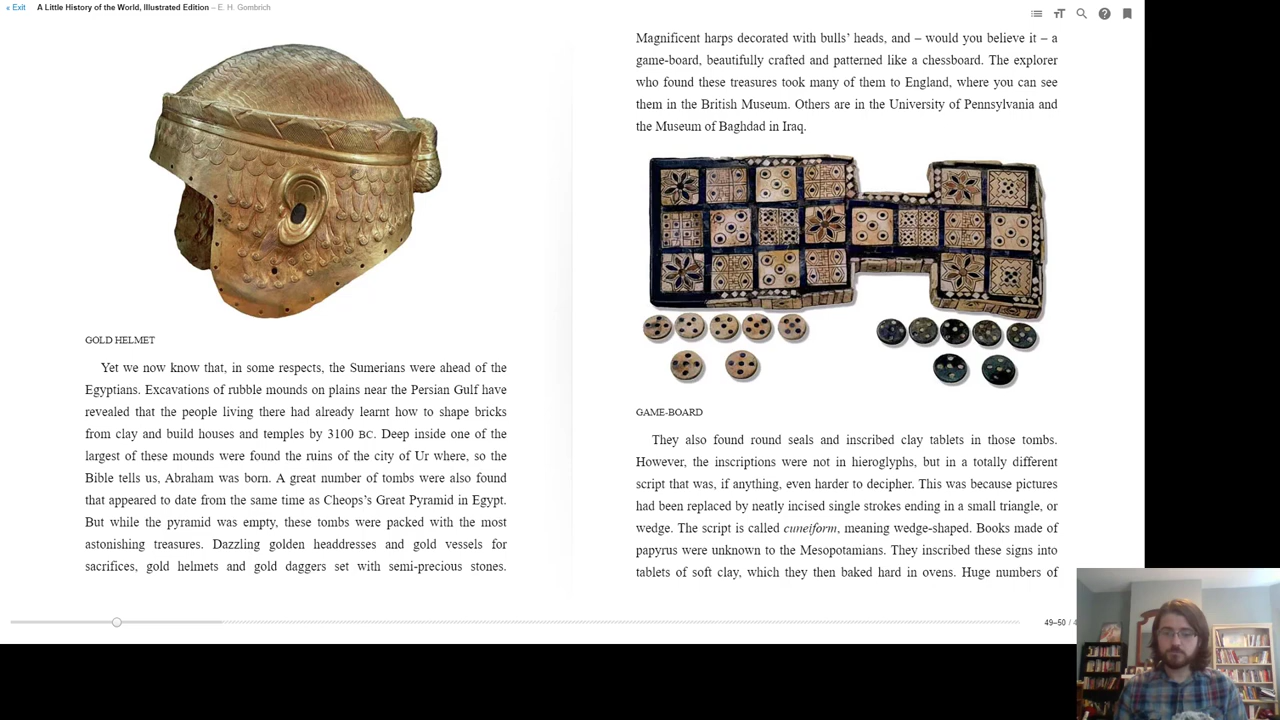 « Exit A Little History of the World, Illustrated Edition – E. H. Gombrich
GOLD HELMET
Yet we now know that, in some respects, the Sumerians were ahead of the
Egyptians. Excavations of rubble mounds on plains near the Persian Gulf have
revealed that the people living there had already learnt how to shape bricks
from clay and build houses and temples by 3100 BC. Deep inside one of the
largest of these mounds were found the ruins of the city of Ur where, so the
Bible tells us, Abraham was born. A great number of tombs were also found
that appeared to date from the same time as Cheops’s Great Pyramid in Egypt.
But while the pyramid was empty, these tombs were packed with the most
astonishing treasures. Dazzling golden headdresses and gold vessels for
sacrifices, gold helmets and gold daggers set with semi-precious stones.
Magnificent harps decorated with bulls’ heads, and – would you believe it – a
game-board, beautifully crafted and patterned like a chessboard. The explorer
who found these treasures took many of them to England, where you can see
them in the British Museum. Others are in the University of Pennsylvania and
the Museum of Baghdad in Iraq.
GAME-BOARD
They also found round seals and inscribed clay tablets in those tombs.
However, the inscriptions were not in hieroglyphs, but in a totally different
script that was, if anything, even harder to decipher. This was because pictures
had been replaced by neatly incised single strokes ending in a small triangle, or
wedge. The script is called cuneiform, meaning wedge-shaped. Books made of
papyrus were unknown to the Mesopotamians. They inscribed these signs into
tablets of soft clay, which they then baked hard in ovens. Huge numbers of
49–50 /